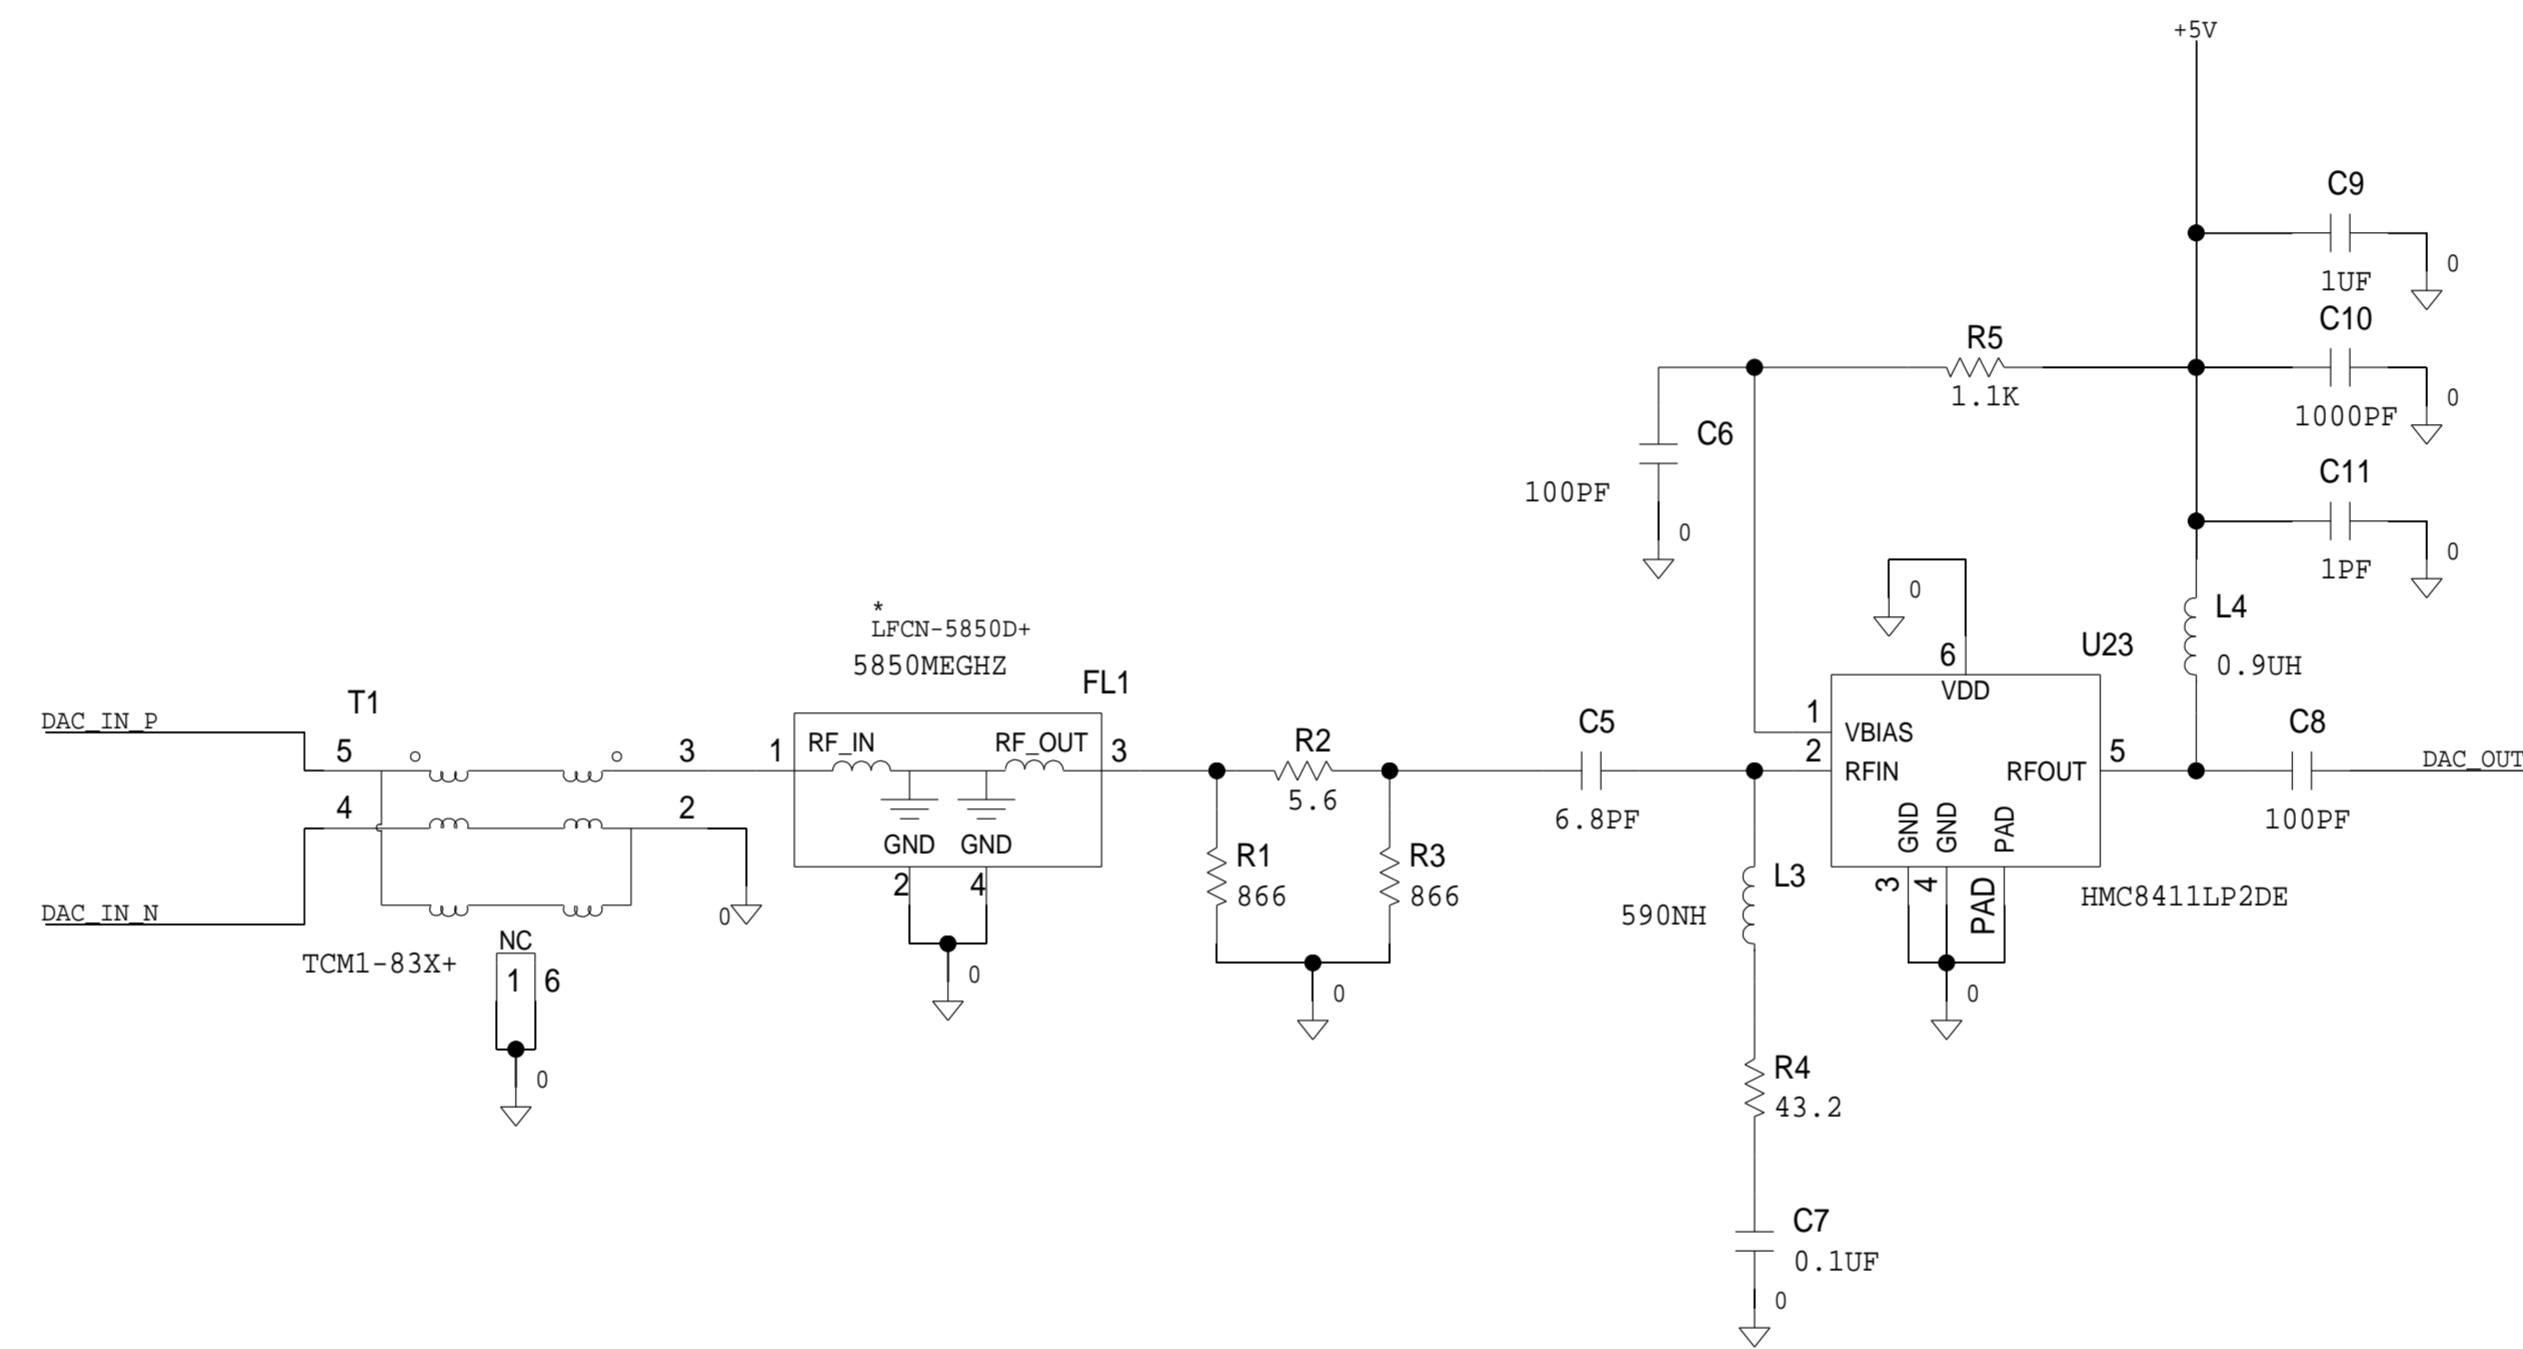 +5V
C9
1UF
0
C10
1000PF
0
R5
1.1K
C6
100PF
0
C11
1PF
0
L4
0.9UH
*
LFCN-5850D+
5850MEGHZ
FL1
0
U23
6
VDD
T1
DAC_IN_P
5
3
4
2
DAC_IN_N
TCM1-83X+
0
NC
1 6
0
1
RF_IN
RF_OUT
3
GND
GND
2
4
0
R2
5.6
R1
866
R3
866
0
C5
6.8PF
1
VBIAS
2
RFIN
RFOUT
5
GND
GND
PAD
3
4
PAD
HMC8411LP2DE
0
C8
100PF
DAC_OUT
L3
590NH
R4
43.2
C7
0.1UF
0